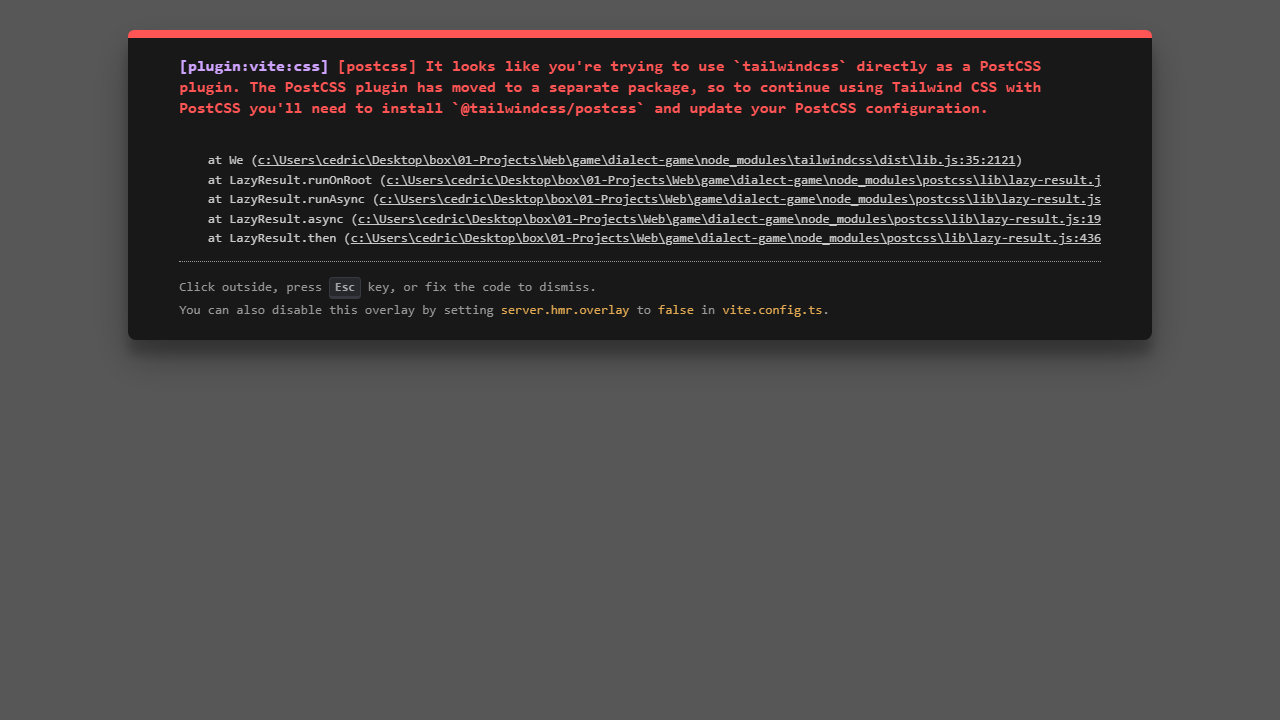 [plugin:vite:css] [postcss] It looks like you're trying to use `tailwindcss` directly as a PostCSS
plugin. The PostCSS plugin has moved to a separate package, so to continue using Tailwind CSS with
PostCSS you'll need to install `@tailwindcss/postcss` and update your PostCSS configuration.
at We (c:\Users\cedric\Desktop\box\01-Projects\Web\game\dialect-game\node_modules\tailwindcss\dist\lib.js:35:2121)
at LazyResult.runOnRoot (c:\Users\cedric\Desktop\box\01-Projects\Web\game\dialect-game\node_modules\postcss\lib\lazy-result.j
at LazyResult.runAsync (c:\Users\cedric\Desktop\box\01-Projects\Web\game\dialect-game\node_modules\postcss\lib\lazy-result.js
at LazyResult.async (c:\Users\cedric\Desktop\box\01-Projects\Web\game\dialect-game\node_modules\postcss\lib\lazy-result.js:19
at LazyResult.then (c:\Users\cedric\Desktop\box\01-Projects\Web\game\dialect-game\node_modules\postcss\lib\lazy-result.js:436
Click outside, press Esc key, or fix the code to dismiss.
You can also disable this overlay by setting server.hmr.overlay to false in vite.config.ts.